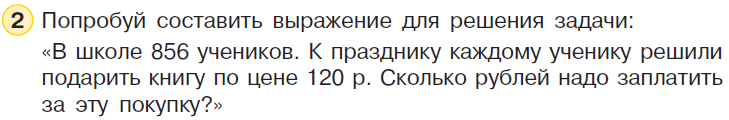 2 Попробуй составить выражение для решения задачи:
«В школе 856 учеников. К празднику каждому ученику решили
подарить книгу по цене 120 р. Сколько рублей надо заплатить
за эту покупку?»